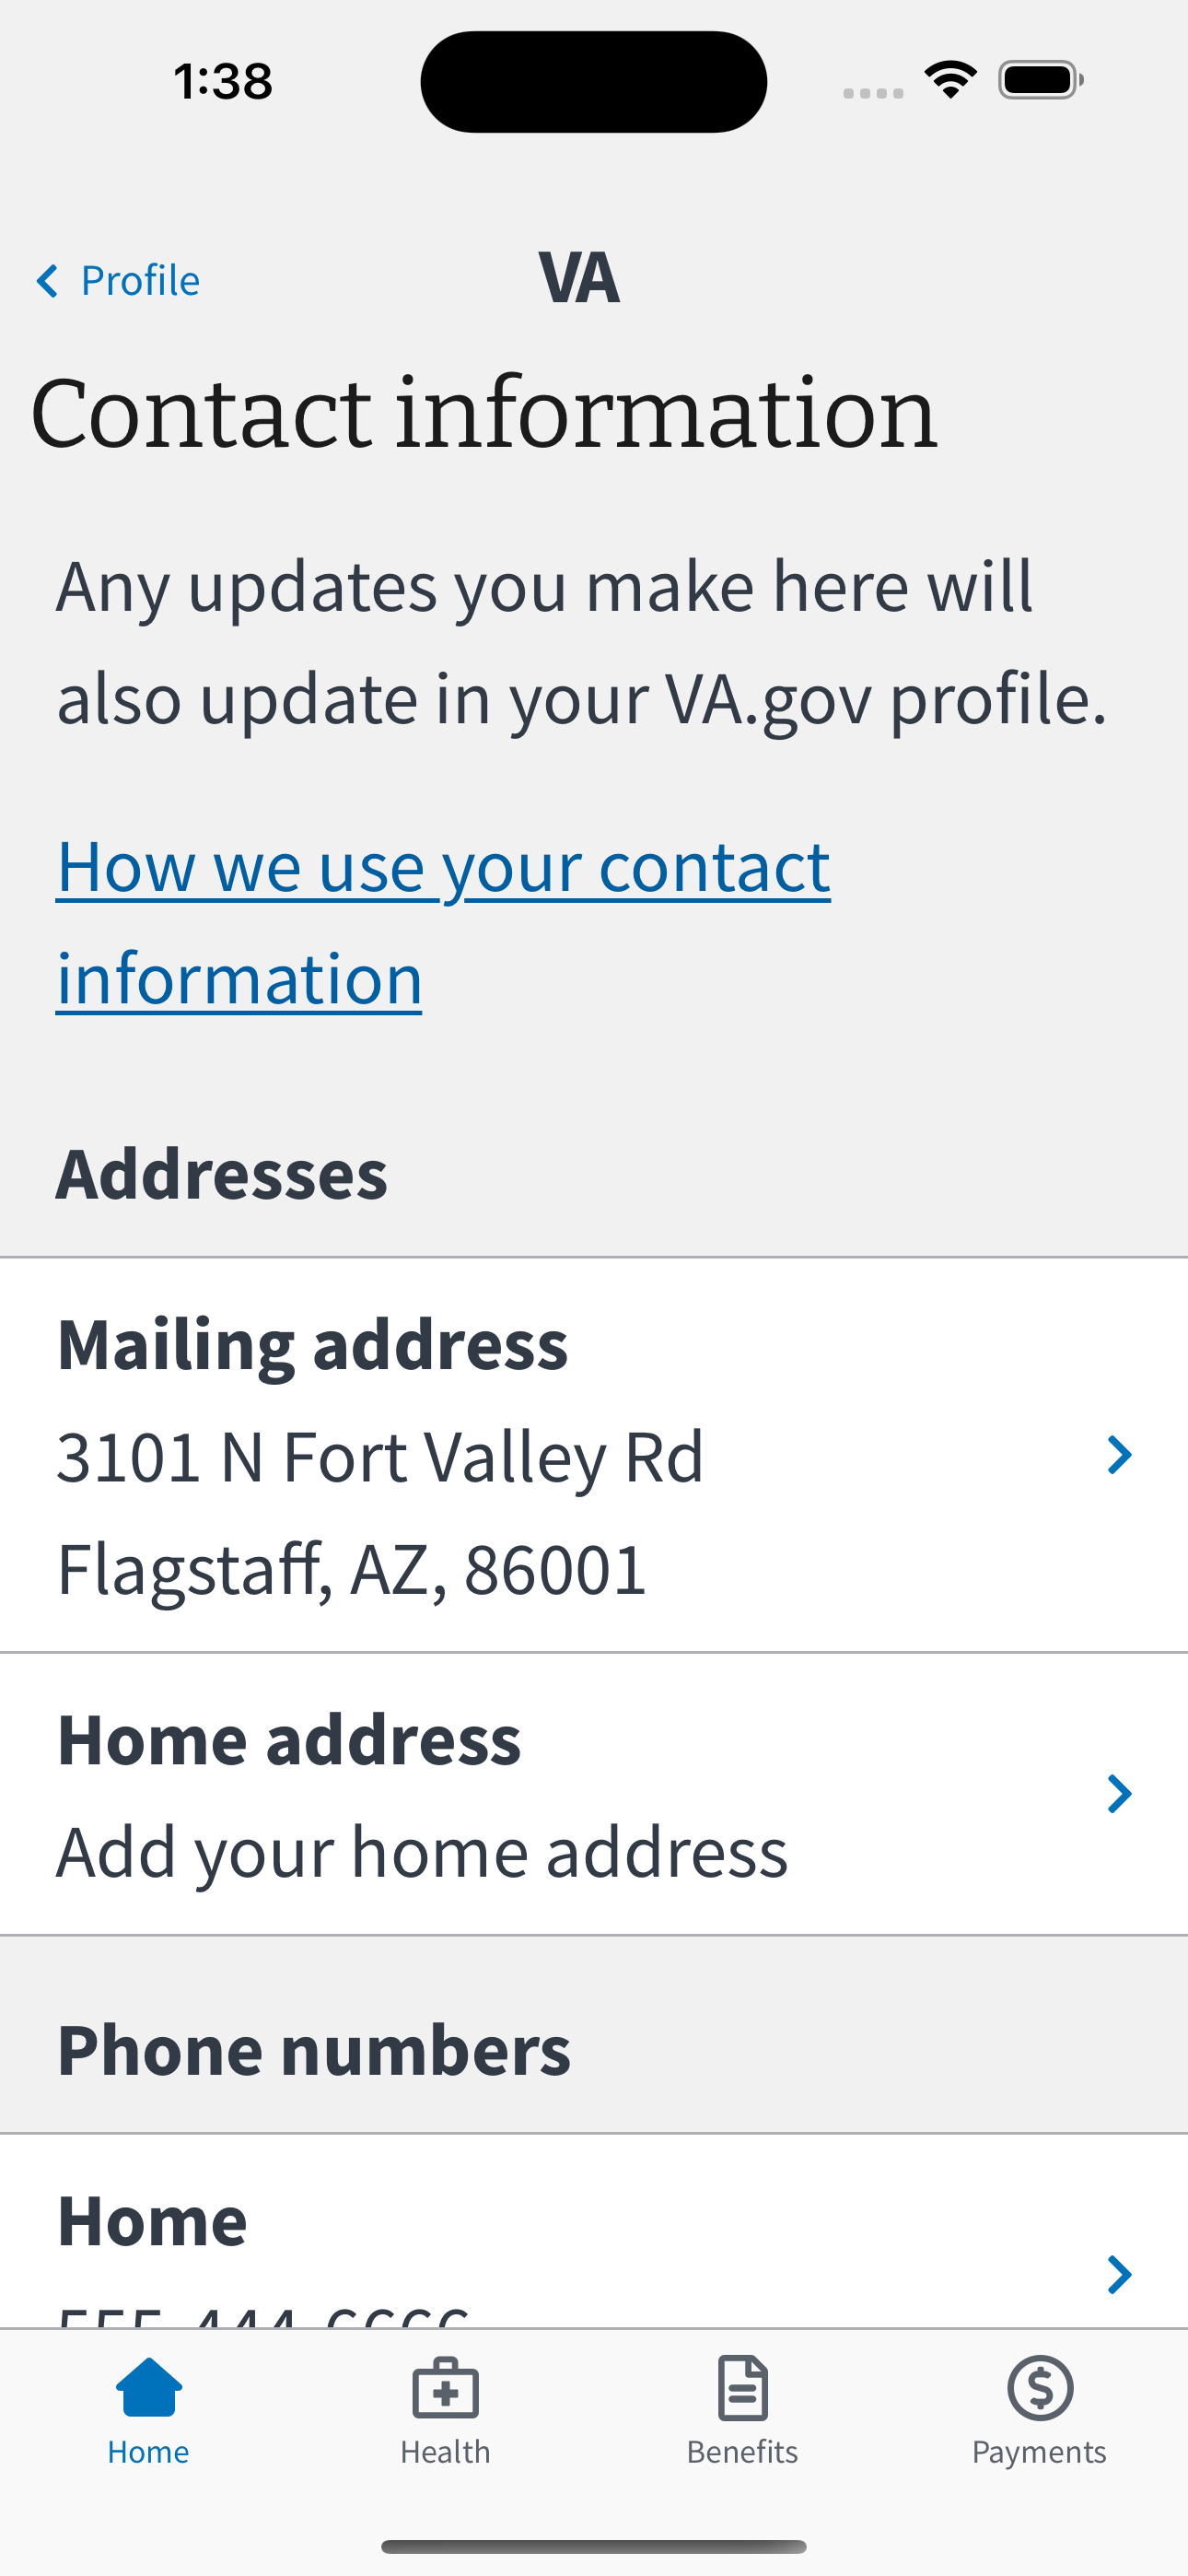 1:38
Profile
VA
Contact information
Any updates you make here will
also update in your VA.gov profile.
How we use your contact
information
Addresses
Mailing address
3101 N Fort Valley Rd
Flagstaff, AZ, 86001
Home address
Add your home address
Phone numbers
Home
Home
Health
Benefits
Payments